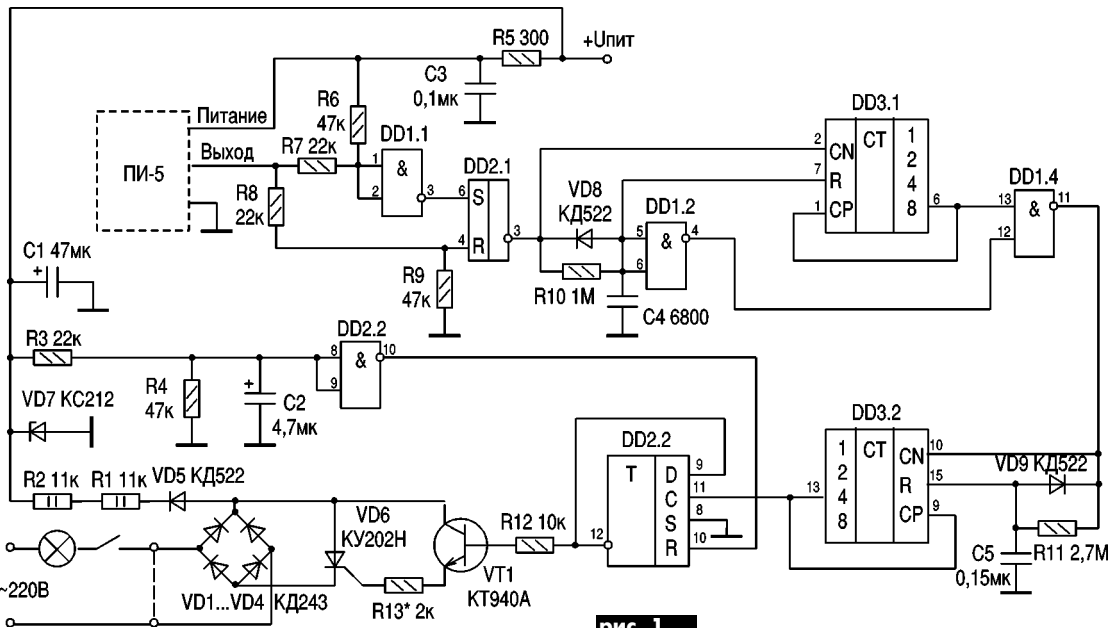 R5 300
+Uпит
C3
0,1мк
Питание
R6
47к
DD1.1
ПИ-5
Выход
R7 22к
1
&
2
3
R8
22к
DD2.1
6
S
4
R
3
R9
47к
VD8
КД522
DD1.2
5
&
6
4
R10 1М
C4 6800
DD3.1
2
CN
CT
1
7
R
2
4
1
CP
8
6
DD1.4
13
&
12
11
C1 47мк
+
R3 22к
DD2.2
8
&
9
10
VD7 КС212
R4
47к
+
C2
4,7мк
R2 11к
R1 11к
VD5 КД522
VD6
КУ202Н
~220В
VD1...VD4
КД243
R13* 2к
VT1
КТ940А
R12 10к
DD2.2
T
D
9
C
11
S
8
R
10
12
DD3.2
1
CT
CN
10
2
R
15
4
CP
9
8
13
VD9 КД522
R11 2,7М
C5
0,15мк
рис. 1